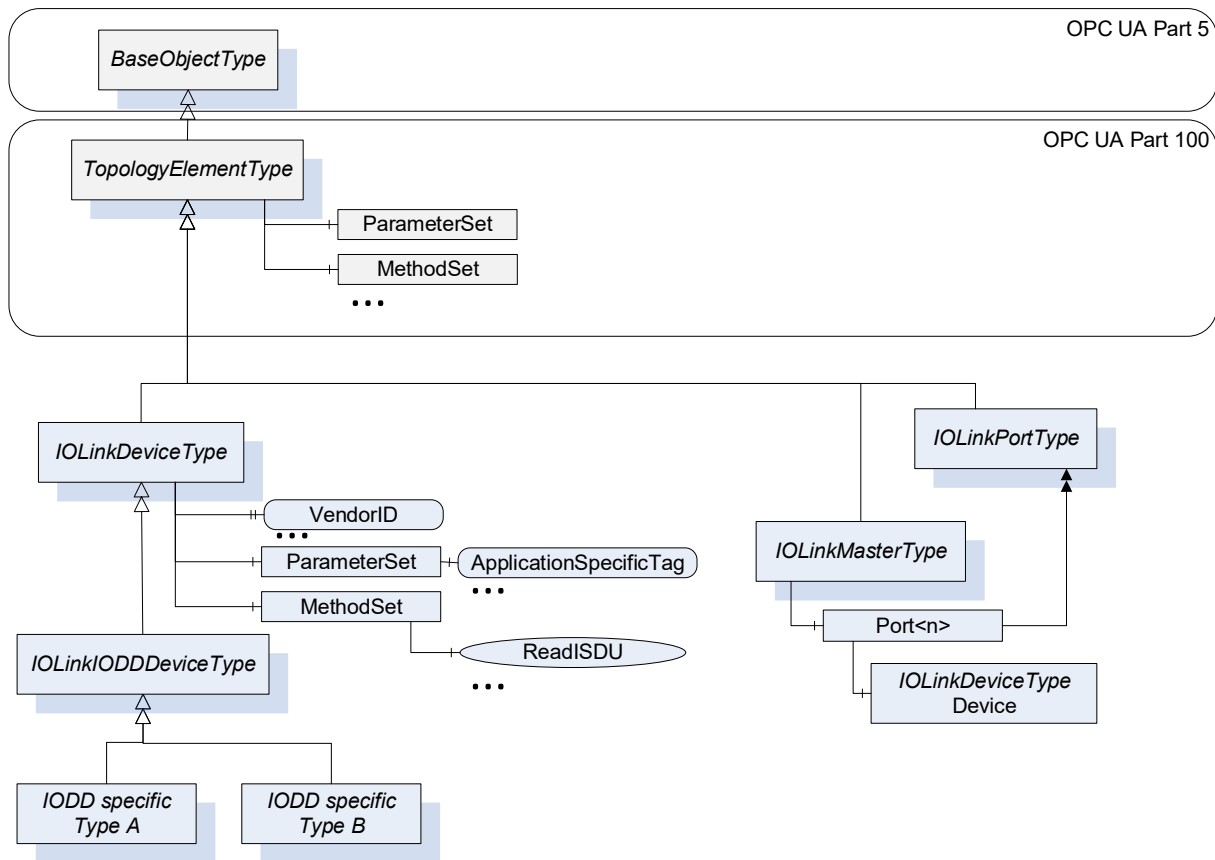 OPC UA Part 5
BaseObjectType
OPC UA Part 100
TopologyElementType
ParameterSet
MethodSet
...
IOLinkDeviceType
IOLinkPortType
VendorID
...
IOLinkMasterType
ParameterSet
ApplicationSpecificTag
...
MethodSet
Port<n>
ReadISDU
...
IOLinkIODDDeviceType
IOLinkDeviceType
Device
IODD specific
Type A
IODD specific
Type B